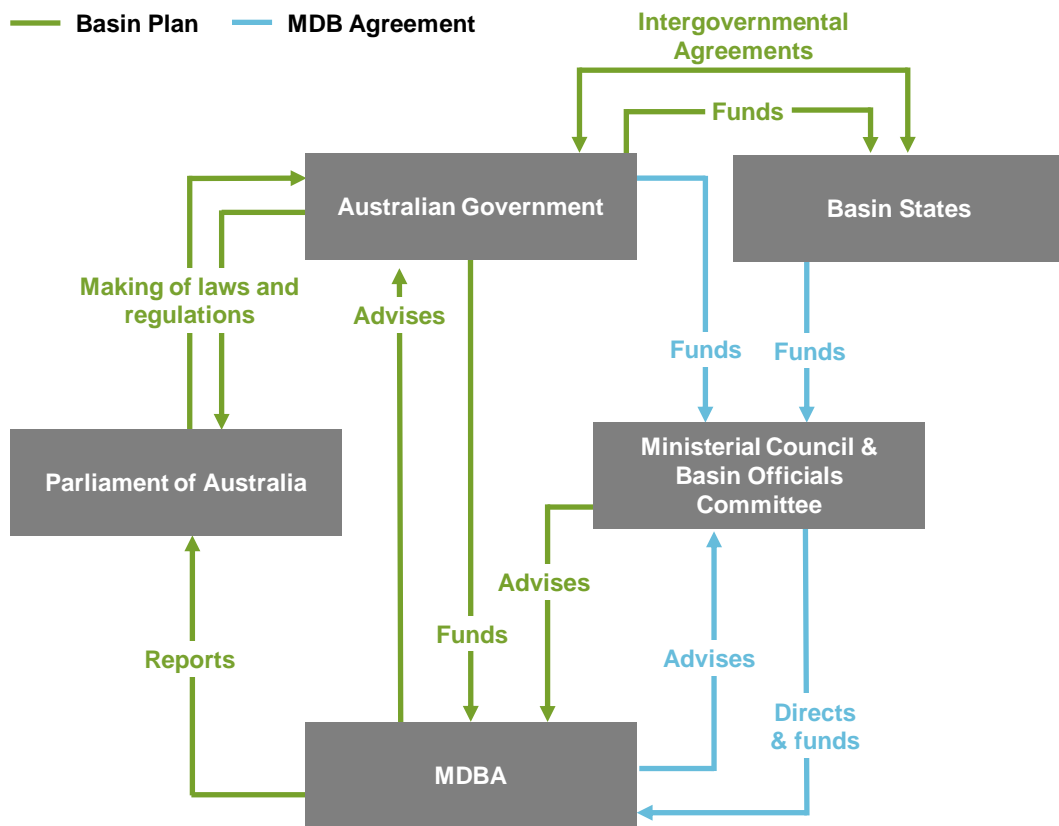 Basin Plan
MDB Agreement
Intergovernmental
Agreements
Funds
Australian Government
Basin States
Making of laws and
regulations
Advises
Funds
Funds
Parliament of Australia
Ministerial Council &
Basin Officials
Committee
Advises
Reports
Funds
Advises
Directs
& funds
MDBA